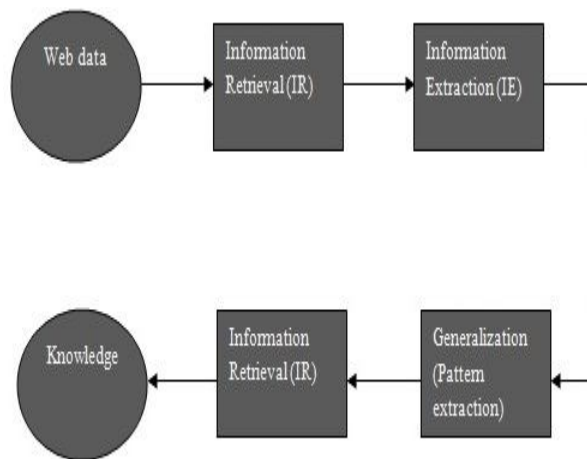 Web data
Information
Retrieval(IR)
Information
Extraction(IE)
Knowledge
Information
Retrieval(IR)
Generalization
(Pattern
extraction)